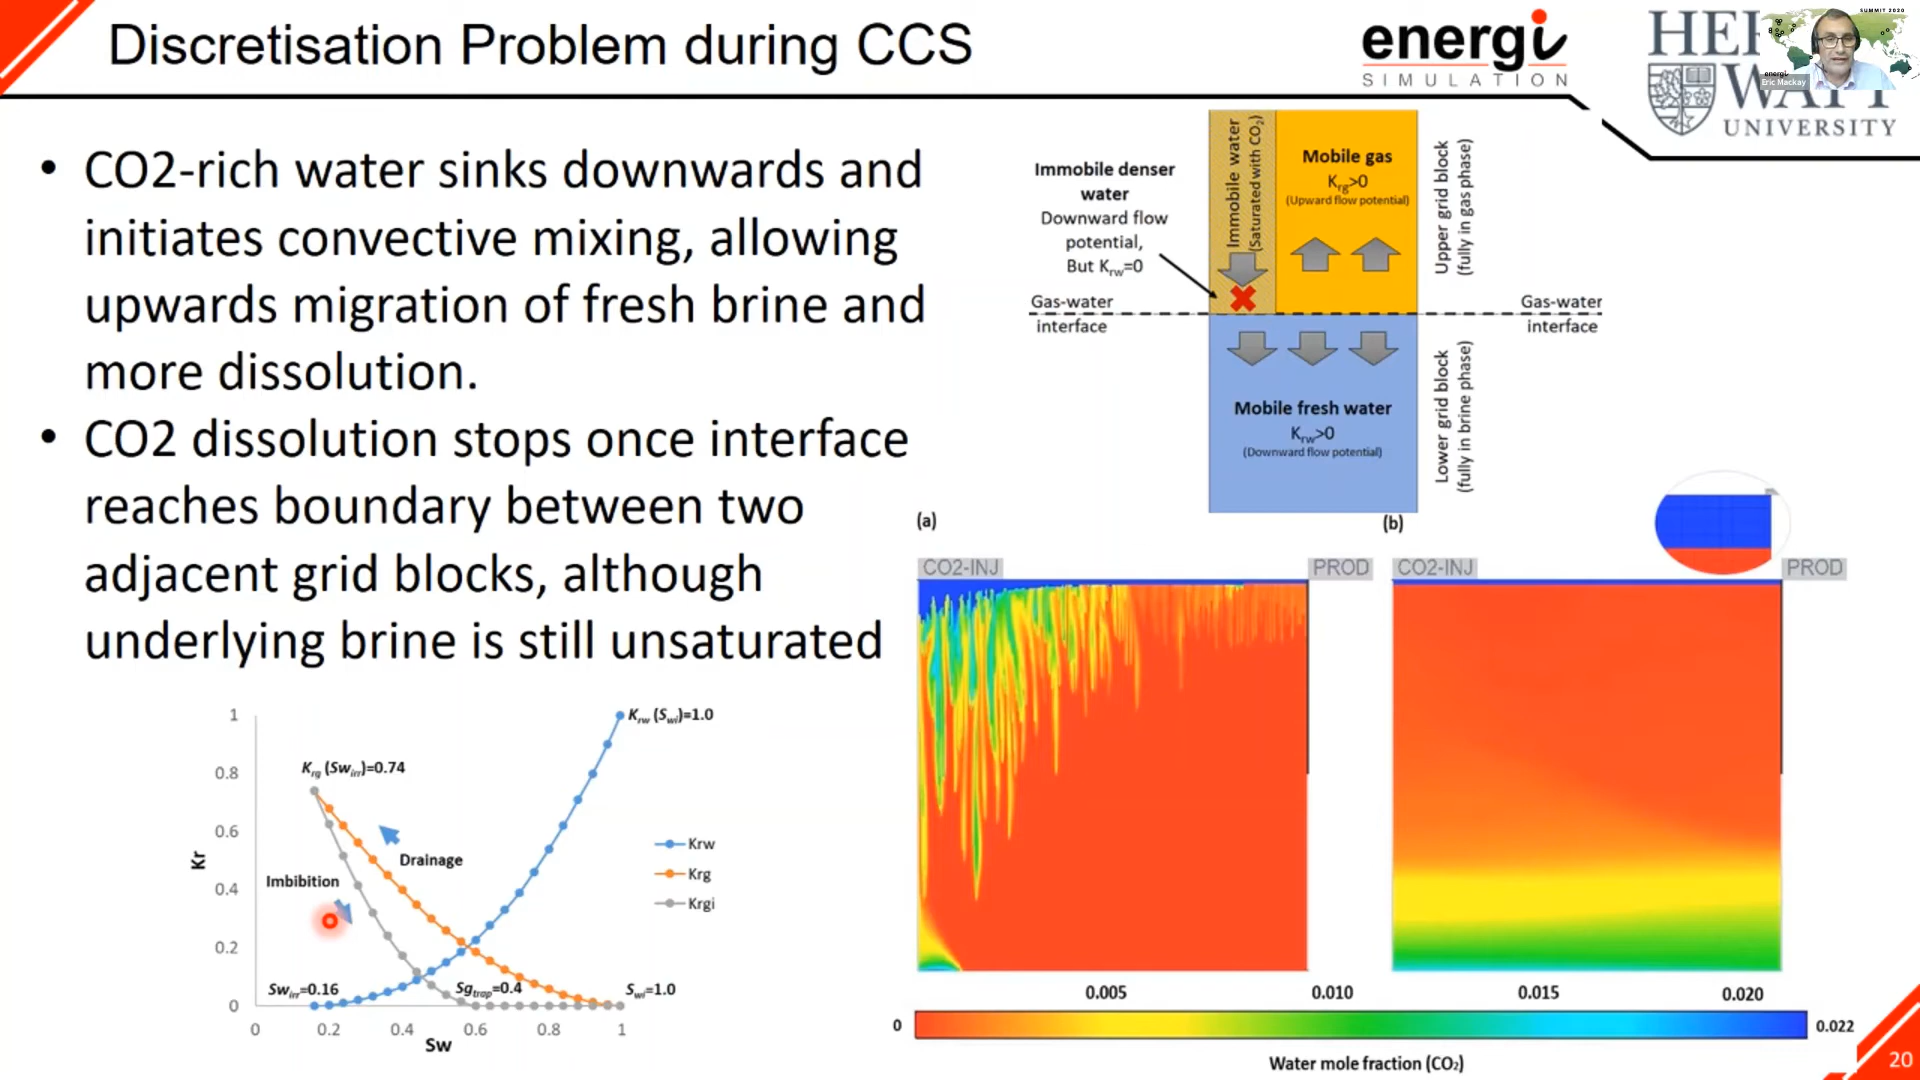 Discretisation Problem during CCS
energi
SIMULATION
UNIVERSITY
SUMMIT 2020
energi
Eric Mackay
• CO2-rich water sinks downwards and
initiates convective mixing, allowing
upwards migration of fresh brine and
more dissolution.
• CO2 dissolution stops once interface
reaches boundary between two
adjacent grid blocks, although
underlying brine is still unsaturated
Immobile denser
water
Downward flow
potential,
But Krw=0
Immobile water
(Saturated with CO2)
Mobile gas
Krg>0
(Upward flow potential)
Upper grid block
(fully in gas phase)
Gas-water
interface
Gas-water
interface
Mobile fresh water
Krw>0
(Downward flow potential)
Lower grid block
(fully in brine phase)
(a)
(b)
CO2-INJ
PROD
CO2-INJ
PROD
0.005
0.010
0.015
0.020
0
0.022
Water mole fraction (CO2)
Kr
1
0.8
0.6
0.4
0.2
0
0
0.2
0.4
0.6
0.8
1
Sw
Krw (Swi)=1.0
Krg (Swirr)=0.74
Drainage
Imbibition
Swirr=0.16
Sgtrap=0.4
Swi=1.0
Krw
Krg
Krgi
20